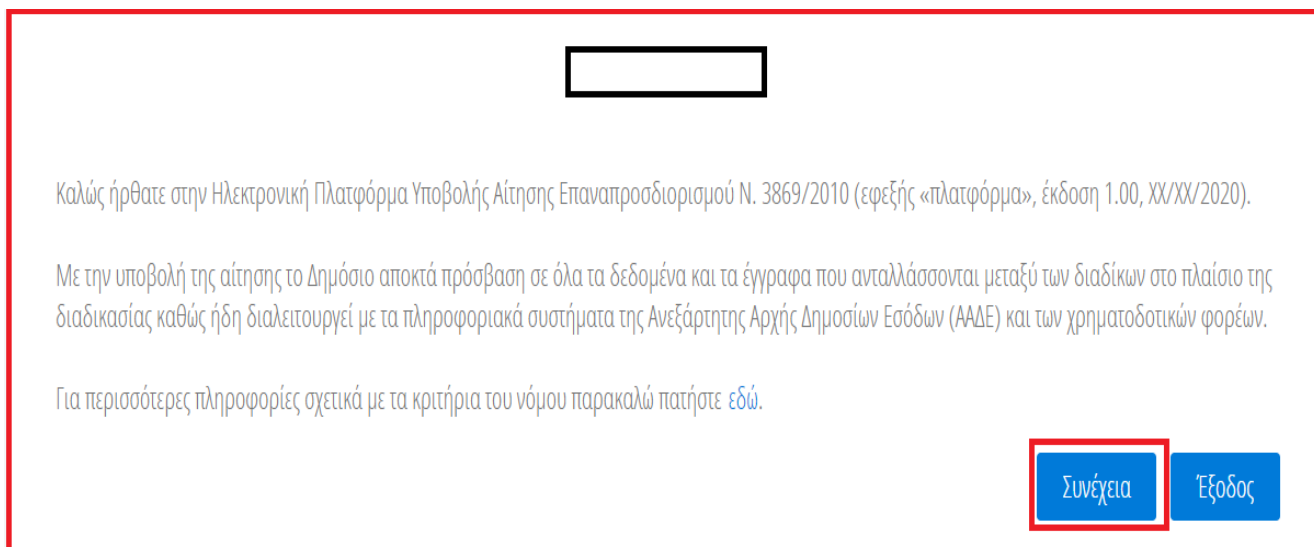 Καλώς ήρθατε στην Ηλεκτρονική Πλατφόρμα Υποβολής Αίτησης Επαναπροσδιορισμού Ν. 3869/2010 (εφεξής «πλατφόρμα», έκδοση 1.00, XX/XX/2020).
Με την υποβολή της αίτησης το Δημόσιο αποκτά πρόσβαση σε όλα τα δεδομένα και τα έγγραφα που ανταλλάσσονται μεταξύ των διαδίκων στο πλαίσιο της
διαδικασίας καθώς ήδη διαλειτουργεί με τα πληροφοριακά συστήματα της Ανεξάρτητης Αρχής Δημοσίων Εσόδων (ΑΑΔΕ) και των χρηματοδοτικών φορέων.
Για περισσότερες πληροφορίες σχετικά με τα κριτήρια του νόμου παρακαλώ πατήστε εδώ.
Συνέχεια Έξοδος